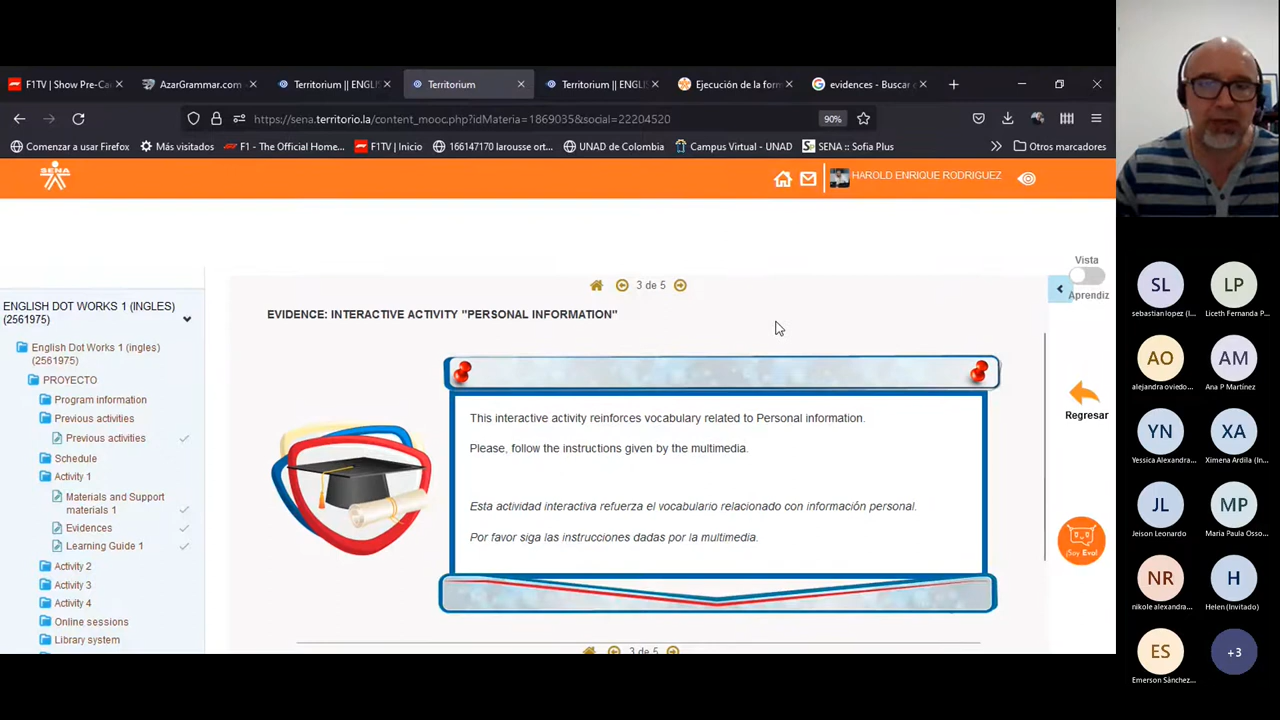 F1TV | Show Pre-Ca
AzarGrammar.com
Territorium || ENGLIS
Territorium
Territorium || ENGLIS
Ejecución de la form
evidences - Buscar c
https://sena.territorio.la/content_mooc.php?idMateria=1869035&social=22204520
90%
Comenzar a usar Firefox
Más visitados
F1 - The Official Home...
F1TV | Inicio
166147170 larousse ort...
UNAD de Colombia
Campus Virtual - UNAD
SENA :: Sofia Plus
Otros marcadores
SENA
HAROLD ENRIQUE RODRIGUEZ
Vista
Aprendiz
3 de 5
ENGLISH DOT WORKS 1 (INGLES)
(2561975)
EVIDENCE: INTERACTIVE ACTIVITY "PERSONAL INFORMATION"
English Dot Works 1 (ingles)
(2561975)
PROYECTO
Program information
Previous activities
Previous activities
Schedule
Activity 1
Materials and Support
materials 1
Evidences
Learning Guide 1
Activity 2
Activity 3
Activity 4
Online sessions
Library system
This interactive activity reinforces vocabulary related to Personal information.
Please, follow the instructions given by the multimedia.
Esta actividad interactiva refuerza el vocabulario relacionado con información personal.
Por favor siga las instrucciones dadas por la multimedia.
3 de 5
Regresar
¡Soy Evo!
SL
LP
sebastian lopez (I...
Liceth Fernanda P...
AO
AM
alejandra oviedo...
Ana P Martínez
YN
XA
Yessica Alexandra...
Ximena Ardila (In...
JL
MP
Jeison Leonardo
Maria Paula Osso...
NR
H
nikole alexandra...
Helen (Invitado)
ES
+3
Emerson Sánchez...